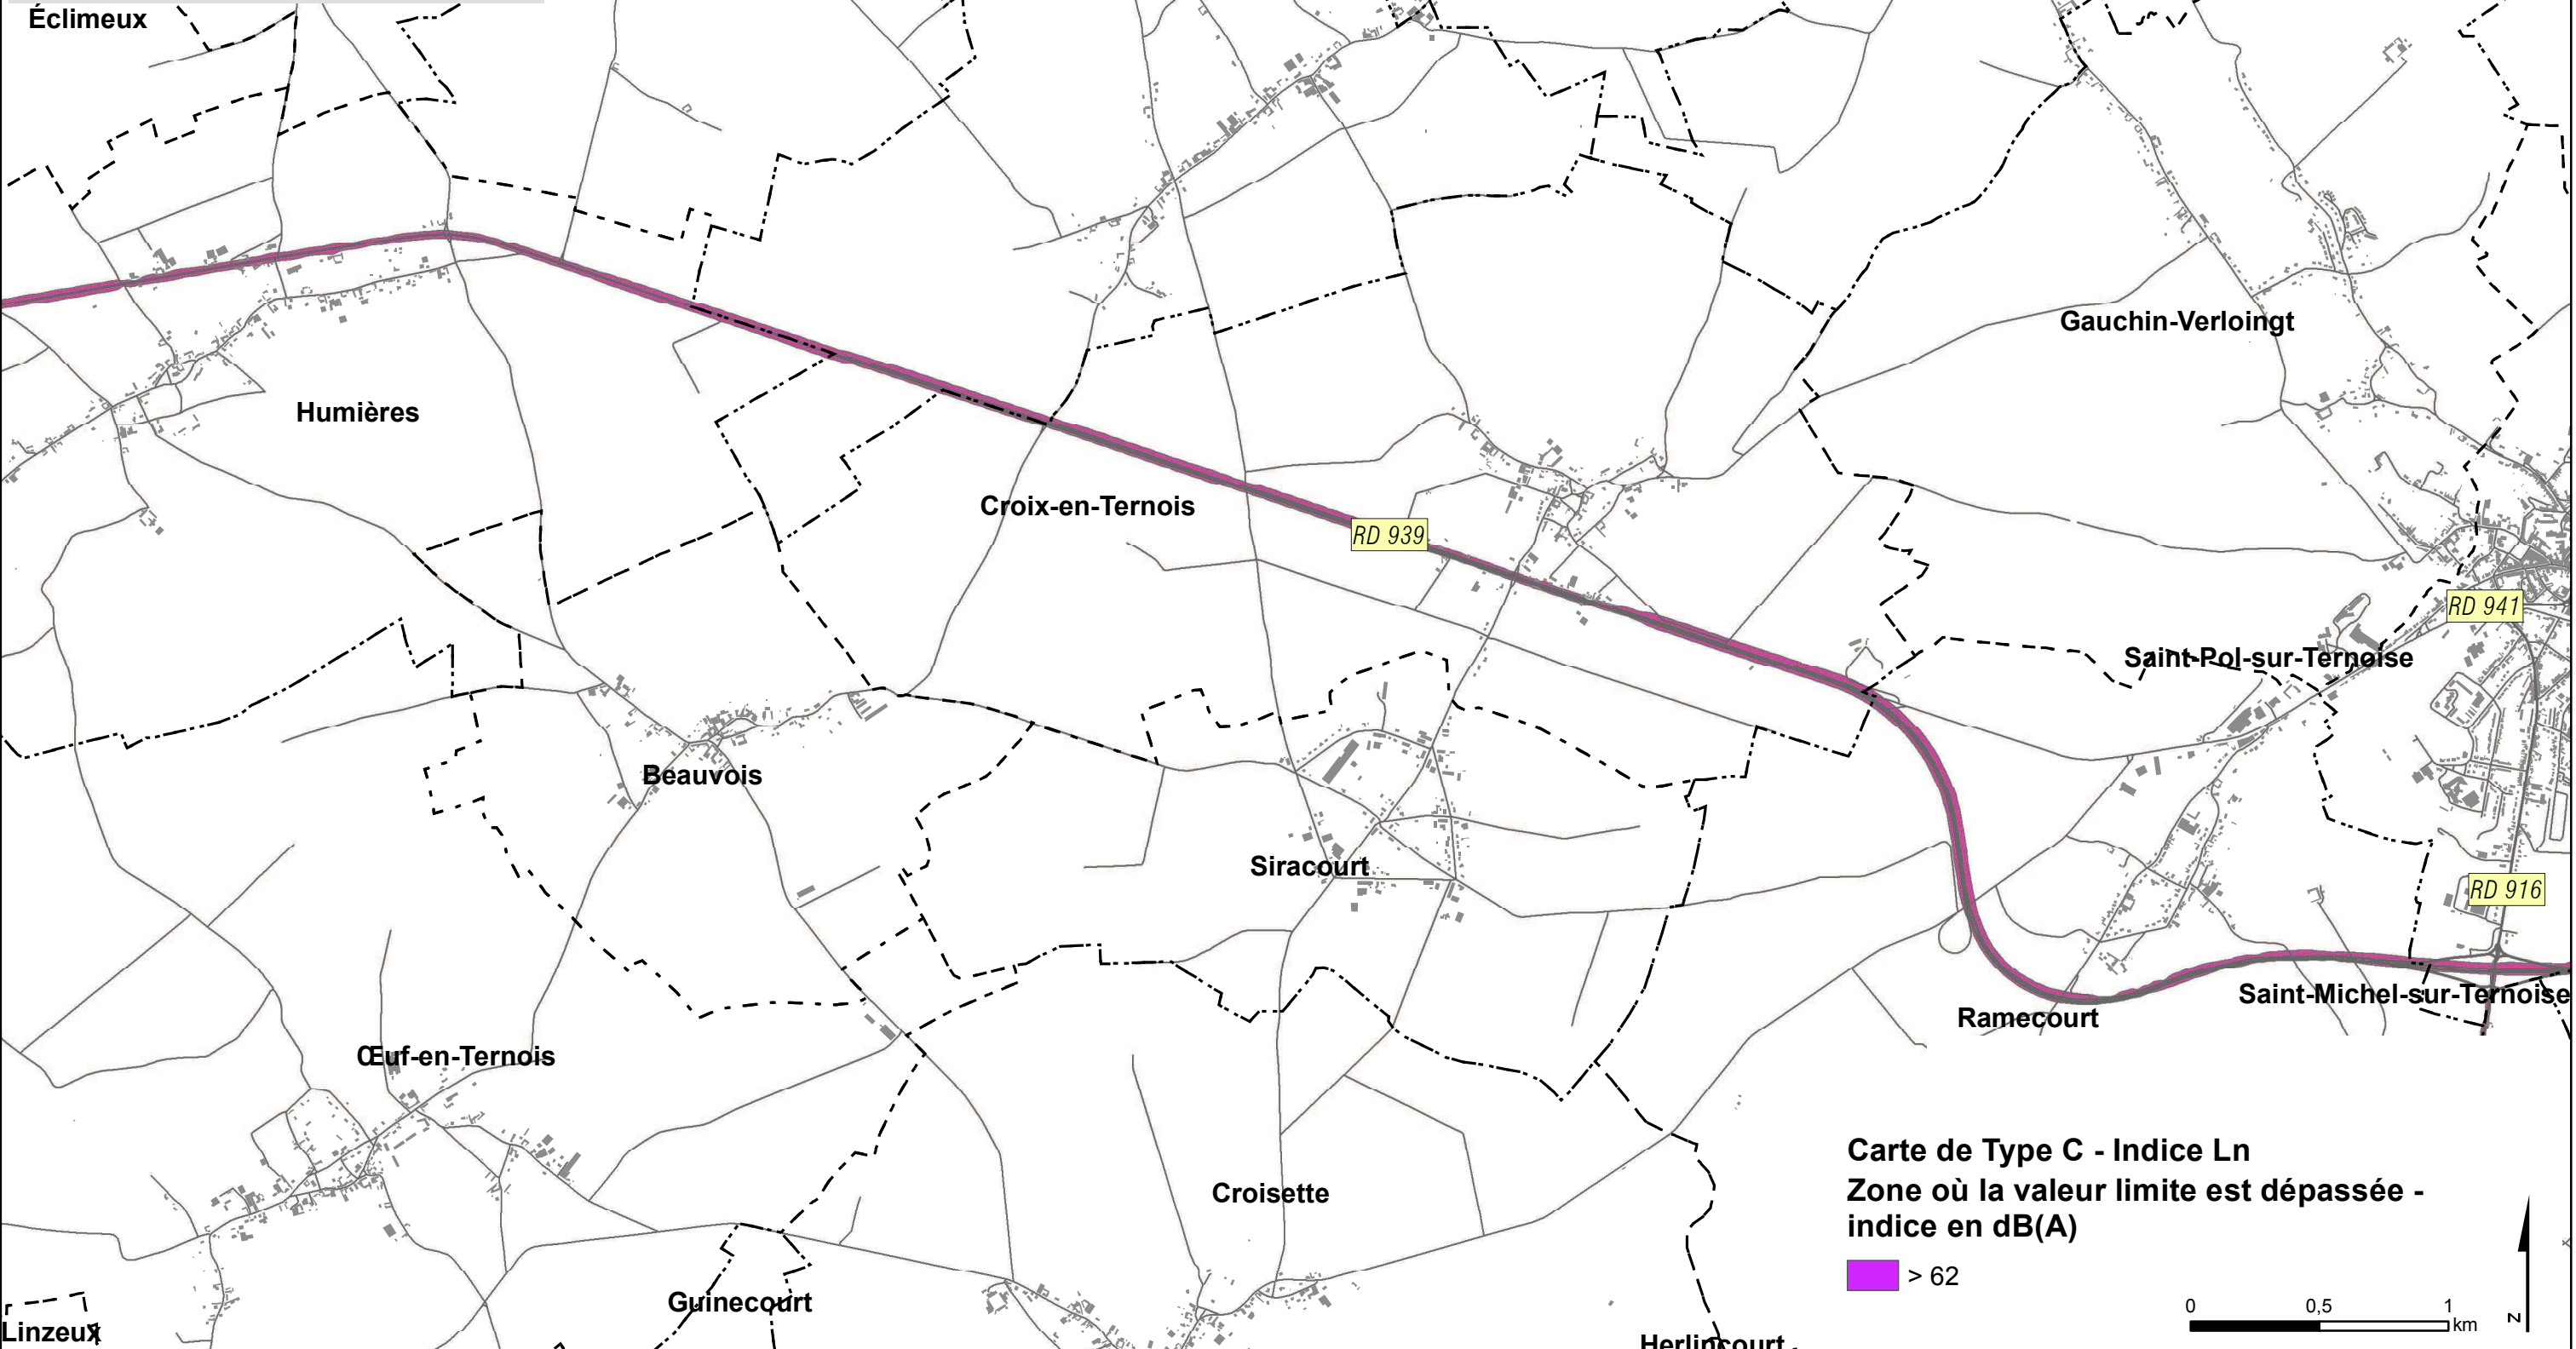 Éclimeux
Gauchin-Verloingt
Humières
Croix-en-Ternois
RD 939
RD 941
Saint-Pol-sur-Ternoise
Beauvois
Siracourt
RD 916
Saint-Michel-sur-Ternoise
Ramecourt
Œuf-en-Ternois
Carte de Type C - Indice Ln
Zone où la valeur limite est dépassée -
indice en dB(A)
> 62
Croisette
Guinecourt
Linzeux
Herlincourt
0 0,5 1
km
N